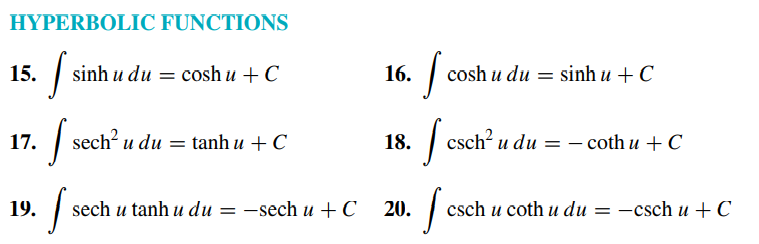 HYPERBOLIC FUNCTIONS
15. ∫ sinh u du = cosh u + C 16. ∫ cosh u du = sinh u + C
17. ∫ sech² u du = tanh u + C 18. ∫ csch² u du = − coth u + C
19. ∫ sech u tanh u du = −sech u + C 20. ∫ csch u coth u du = −csch u + C